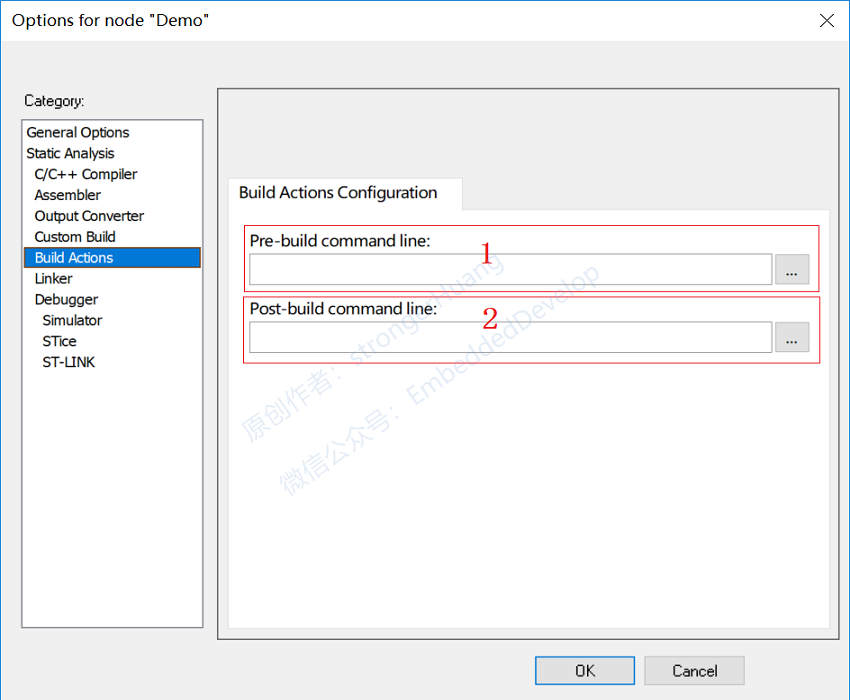 Options for node "Demo"
Category:
General Options
Static Analysis
C/C++ Compiler
Assembler
Output Converter
Custom Build
Build Actions
Linker
Debugger
Simulator
STice
ST-LINK
Build Actions Configuration
Pre-build command line:
1
...
Post-build command line:
2
...
原创作者：strongerHuang
微信公众号：EmbeddedDevelop
OK
Cancel